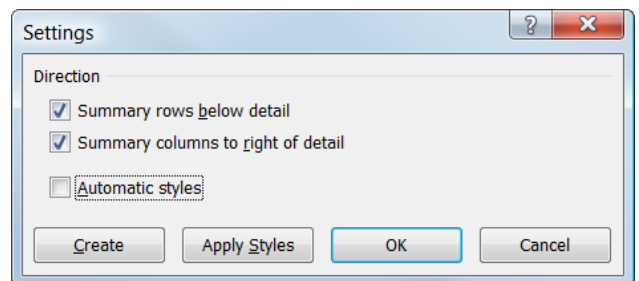 Settings
Direction
Summary rows below detail
Summary columns to right of detail
Automatic styles
Create Apply Styles OK Cancel